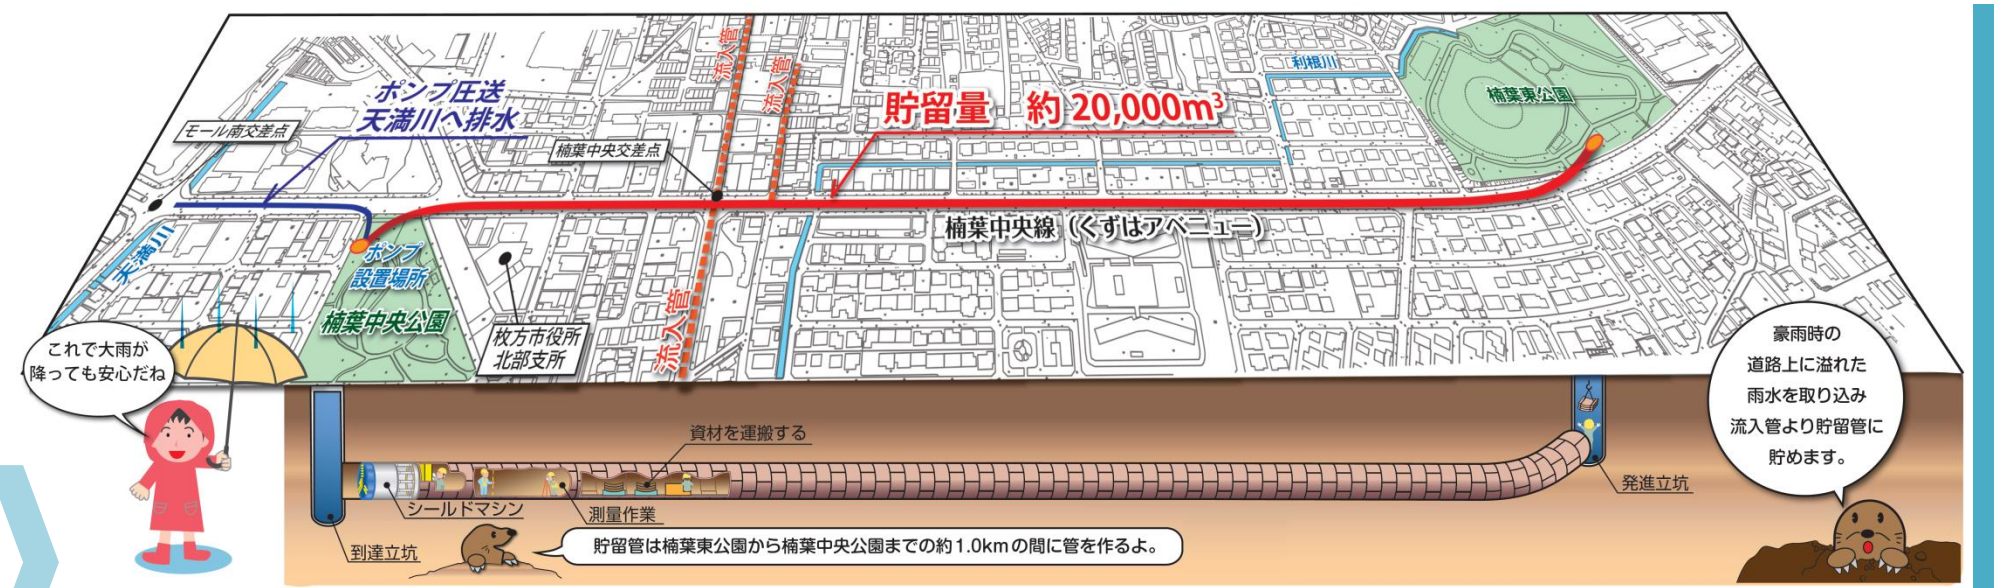 流入管
流入管
利根川
楠葉東公園
ポンプ圧送
天満川へ排水
貯留量 約20,000m³
モール南交差点
楠葉中央交差点
楠葉中央線（くずはアベニュー）
天満川
ポンプ
設置場所
楠葉中央公園
枚方市役所
北部支所
流入管
これで大雨が
降っても安心だね
豪雨時の
道路上に溢れた
雨水を取り込み
流入管より貯留管に
貯めます。
資材を運搬する
シールドマシン
測量作業
発進立坑
到達立坑
貯留管は楠葉東公園から楠葉中央公園までの約1.0kmの間に管を作るよ。